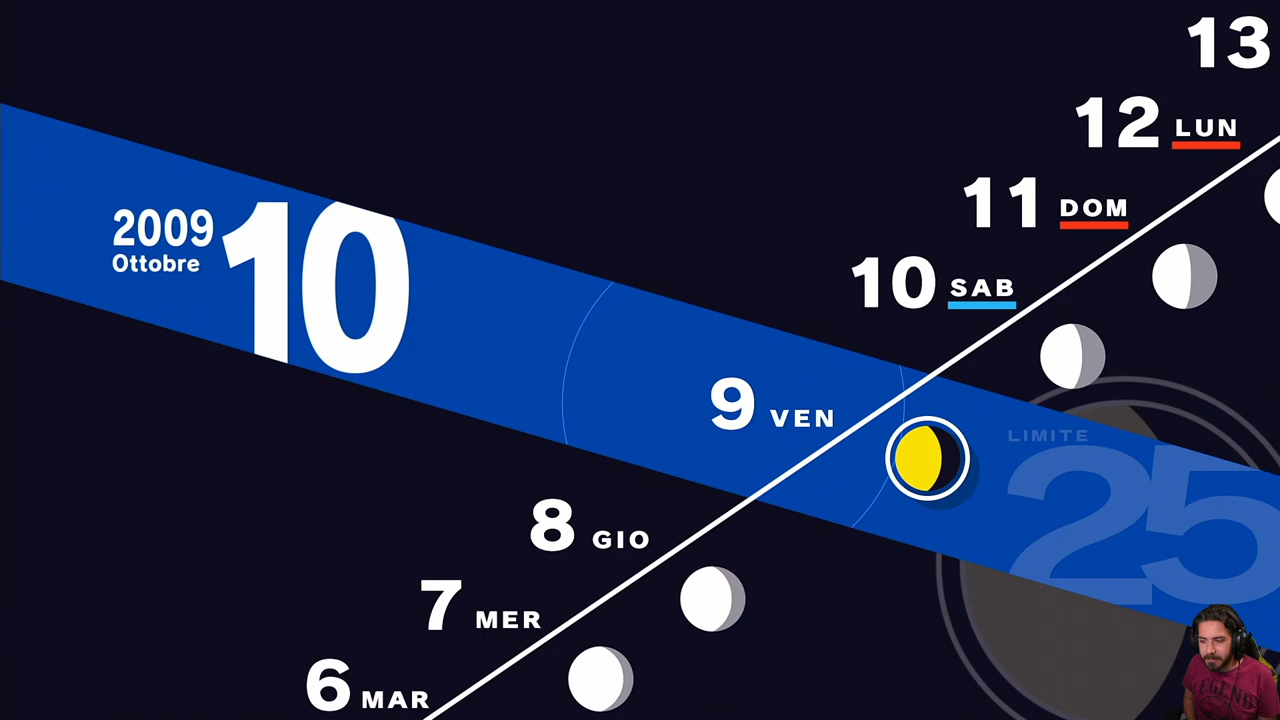 13
12 LUN
11 DOM
10 SAB
2009
Ottobre
10
9 VEN
LIMITE
25
8 GIO
7 MER
6 MAR